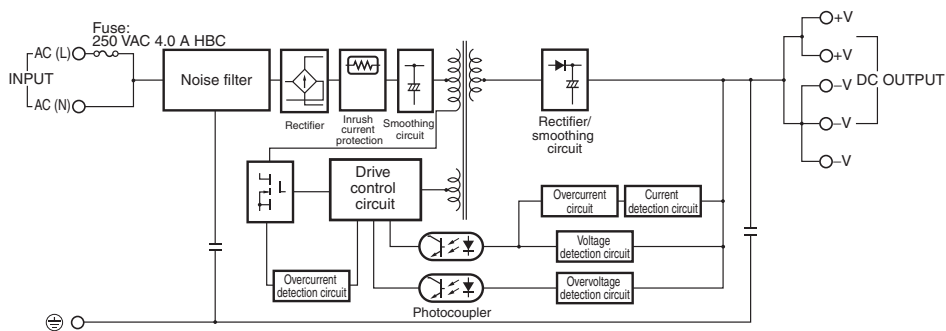 Fuse:
250 VAC 4.0 A HBC
AC (L)
INPUT
AC (N)
Noise filter
Rectifier
Inrush
current
protection
Smoothing
circuit
Rectifier/
smoothing
circuit
+V
+V
–V
DC OUTPUT
–V
–V
Drive
control
circuit
Overcurrent
circuit
Current
detection circuit
Voltage
detection circuit
Overcurrent
detection circuit
Overvoltage
detection circuit
Photocoupler